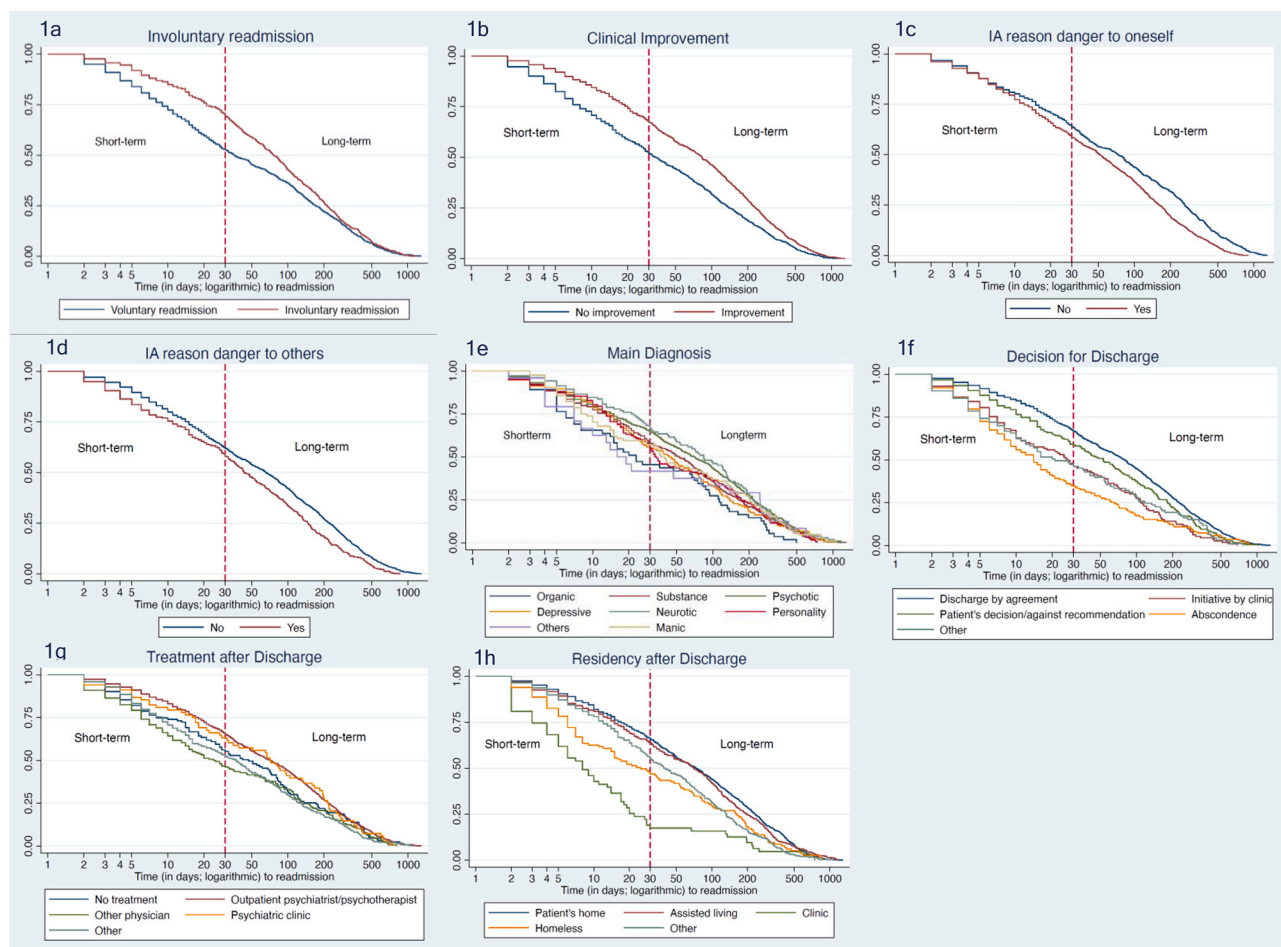 1a
Involuntary readmission
1.00
0.75
0.50
0.25
0.00
Short-term
Long-term
1 2 3 4 5 10 20 30 50 100 200 500 1000
Time (in days; logarithmic) to readmission
Voluntary readmission Involuntary readmission
1b
Clinical Improvement
1.00
0.75
0.50
0.25
0.00
Short-term
Long-term
1 2 3 4 5 10 20 30 50 100 200 500 1000
Time (in days; logarithmic) to readmission
No improvement Improvement
1c
IA reason danger to oneself
1.00
0.75
0.50
0.25
0.00
Short-term
Long-term
1 2 3 4 5 10 20 30 50 100 200 500 1000
Time (in days; logarithmic) to readmission
No Yes
1d
IA reason danger to others
1.00
0.75
0.50
0.25
0.00
Short-term
Long-term
1 2 3 4 5 10 20 30 50 100 200 500 1000
Time (in days; logarithmic) to readmission
No Yes
1e
Main Diagnosis
1.00
0.75
0.50
0.25
0.00
Shortterm
Longterm
1 2 3 4 5 10 20 30 50 100 200 500 1000
Time (in days; logarithmic) to readmission
Organic Substance Psychotic
Depressive Neurotic Personality
Others Manic
1f
Decision for Discharge
1.00
0.75
0.50
0.25
0.00
Short-term
Long-term
1 2 3 4 5 10 20 30 50 100 200 500 1000
Time (in days; logarithmic) to readmission
Discharge by agreement Initiative by clinic
Patient's decision/against recommendation Abscondence
Other
1g
Treatment after Discharge
1.00
0.75
0.50
0.25
0.00
Short-term
Long-term
1 2 3 4 5 10 20 30 50 100 200 500 1000
Time (in days; logarithmic) to readmission
No treatment Outpatient psychiatrist/psychotherapist
Other physician Psychiatric clinic
Other
1h
Residency after Discharge
1.00
0.75
0.50
0.25
0.00
Short-term
Long-term
1 2 3 4 5 10 20 30 50 100 200 500 1000
Time (in days; logarithmic) to readmission
Patient's home Assisted living Clinic
Homeless Other